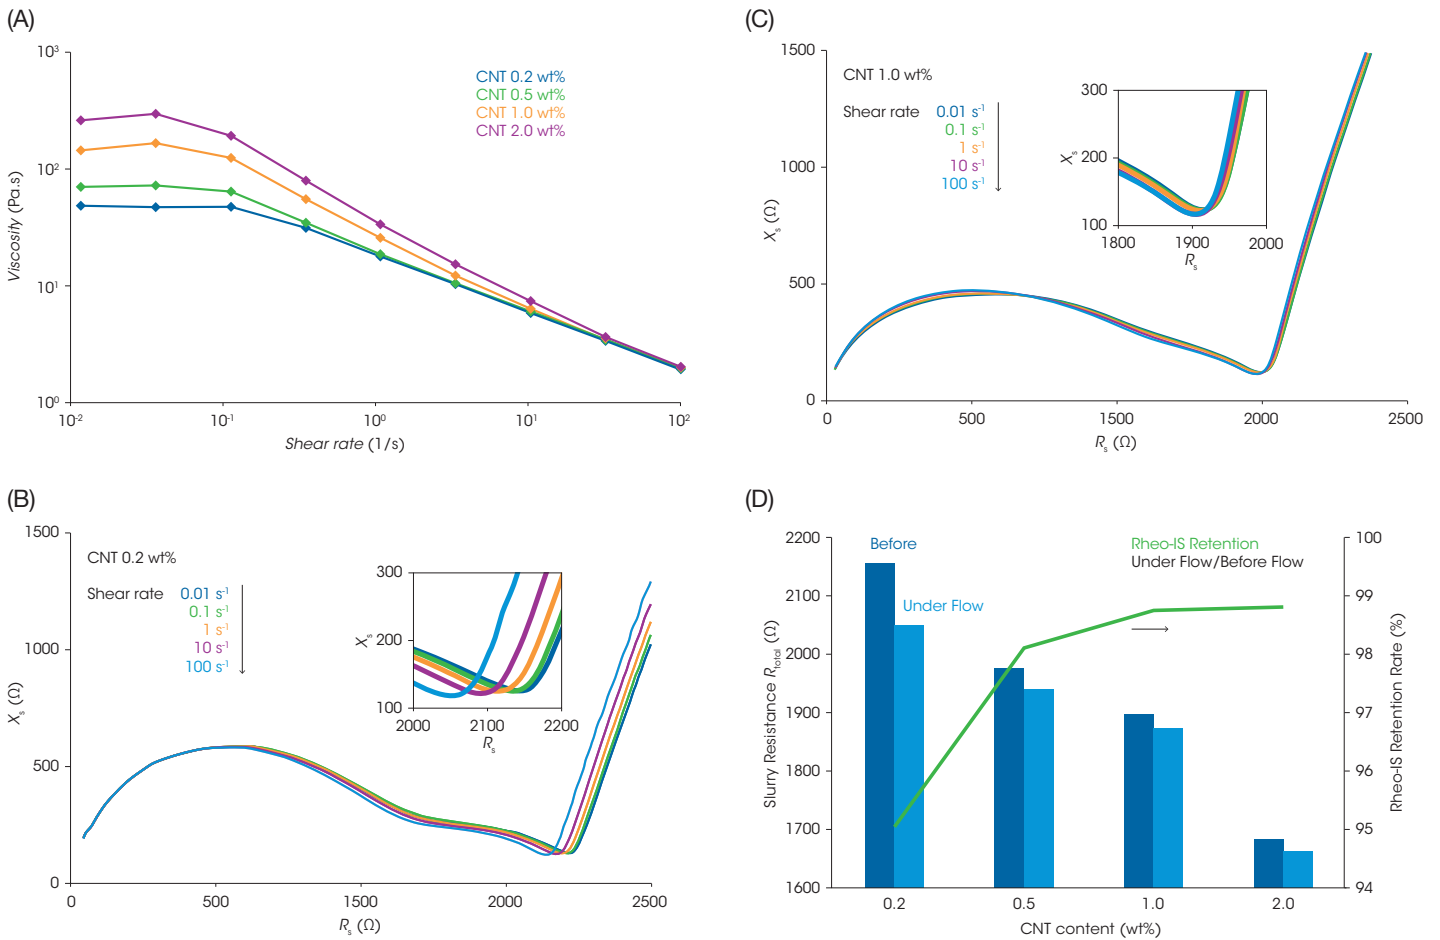 (A)
10³
10²
10¹
10⁰
Viscosity (Pa.s)
CNT 0.2 wt%
CNT 0.5 wt%
CNT 1.0 wt%
CNT 2.0 wt%
10⁻²
10⁻¹
10⁰
10¹
10²
Shear rate (1/s)
(B)
1500
1000
500
0
Xₛ (Ω)
CNT 0.2 wt%
Shear rate 0.01 s⁻¹
0.1 s⁻¹
1 s⁻¹
10 s⁻¹
100 s⁻¹
300
200
100
Xₛ
2000
2100
2200
Rₛ
0
500
1000
1500
2000
2500
Rₛ (Ω)
(C)
1500
1000
500
0
Xₛ (Ω)
CNT 1.0 wt%
Shear rate 0.01 s⁻¹
0.1 s⁻¹
1 s⁻¹
10 s⁻¹
100 s⁻¹
300
200
100
Xₛ
1800
1900
2000
Rₛ
0
500
1000
1500
2000
2500
Rₛ (Ω)
(D)
2200
2100
2000
1900
1800
1700
1600
Slurry Resistance R_total (Ω)
Before
Under Flow
Rheo-IS Retention
Under Flow/Before Flow
100
99
98
97
96
95
94
Rheo-IS Retention Rate (%)
0.2
0.5
1.0
2.0
CNT content (wt%)